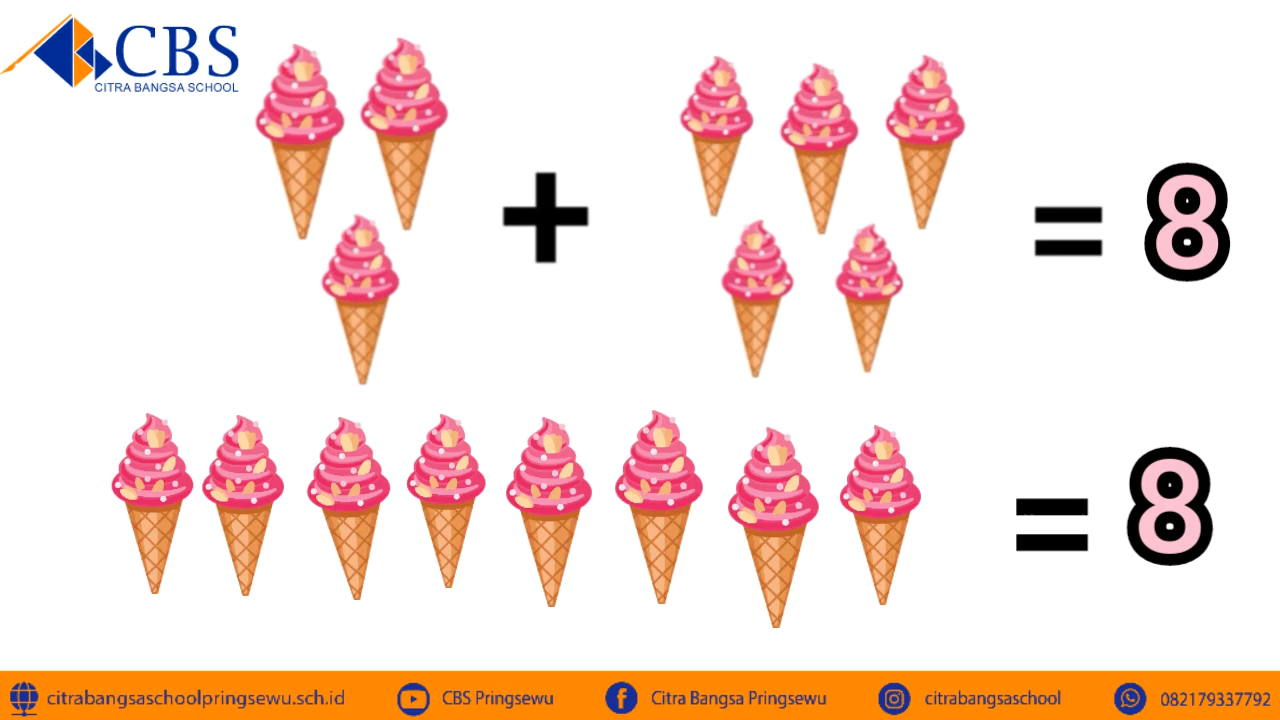 CBS
CITRA BANGSA SCHOOL
+ = 8
= 8
citrabangsaschoolpringsewu.sch.id CBS Pringsewu Citra Bangsa Pringsewu citrabangsaschool 082179337792